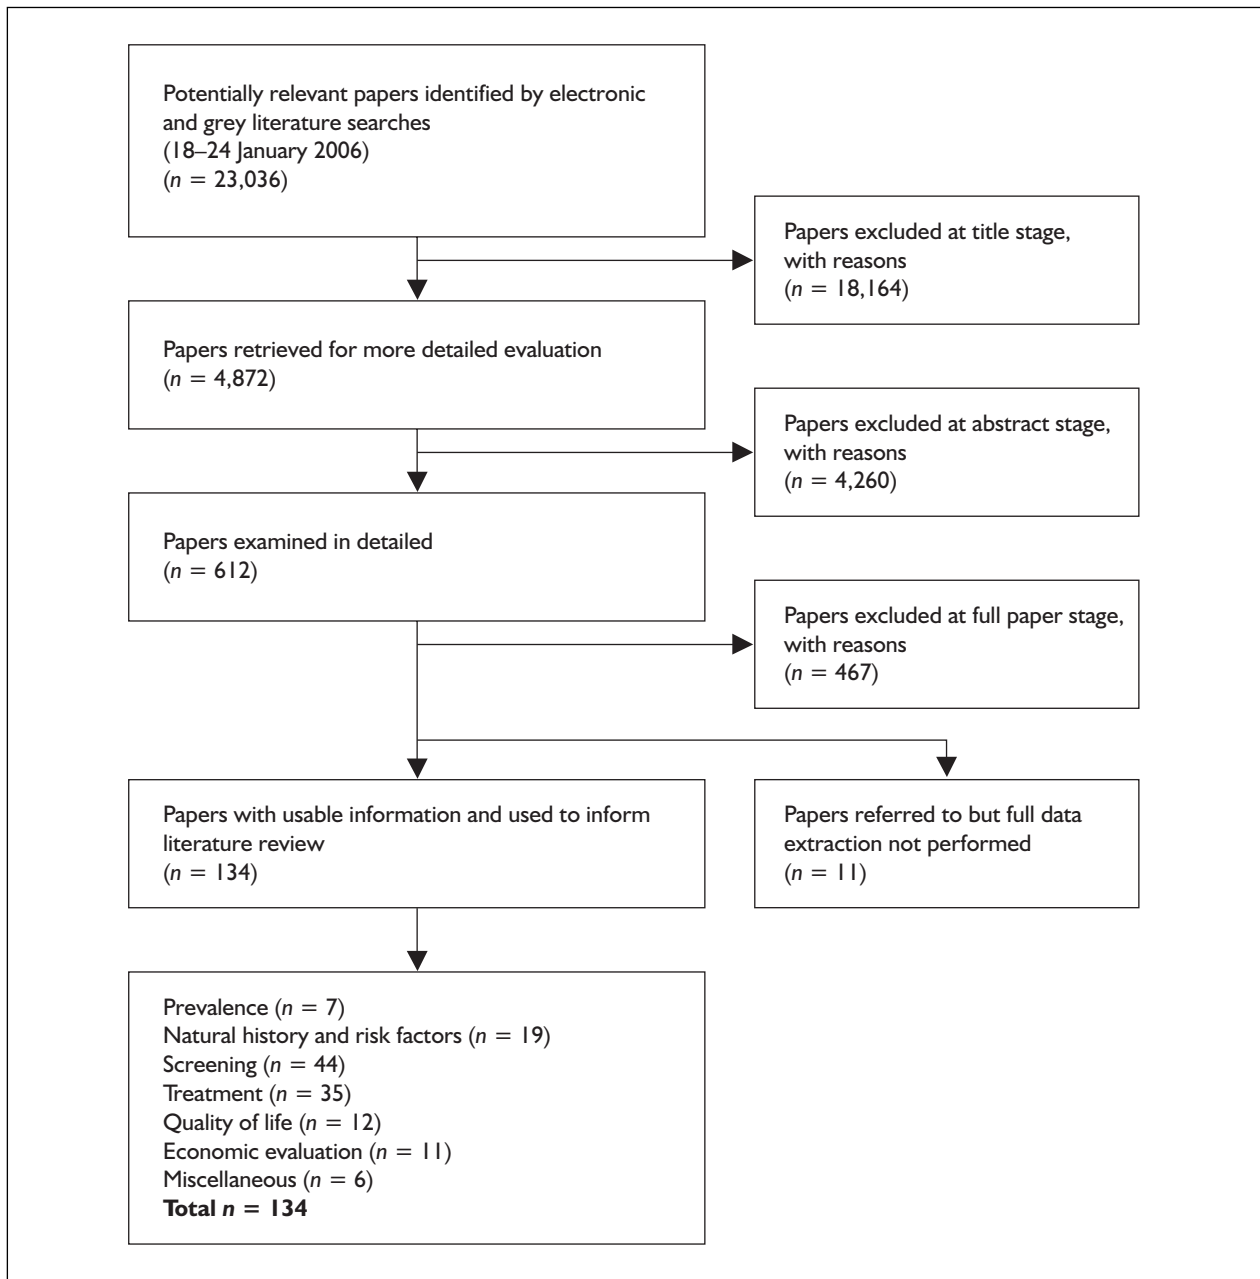 Potentially relevant papers identified by electronic
and grey literature searches
(18–24 January 2006)
(n = 23,036)
Papers excluded at title stage,
with reasons
(n = 18,164)
Papers retrieved for more detailed evaluation
(n = 4,872)
Papers excluded at abstract stage,
with reasons
(n = 4,260)
Papers examined in detailed
(n = 612)
Papers excluded at full paper stage,
with reasons
(n = 467)
Papers with usable information and used to inform
literature review
(n = 134)
Papers referred to but full data
extraction not performed
(n = 11)
Prevalence (n = 7)
Natural history and risk factors (n = 19)
Screening (n = 44)
Treatment (n = 35)
Quality of life (n = 12)
Economic evaluation (n = 11)
Miscellaneous (n = 6)
Total n = 134